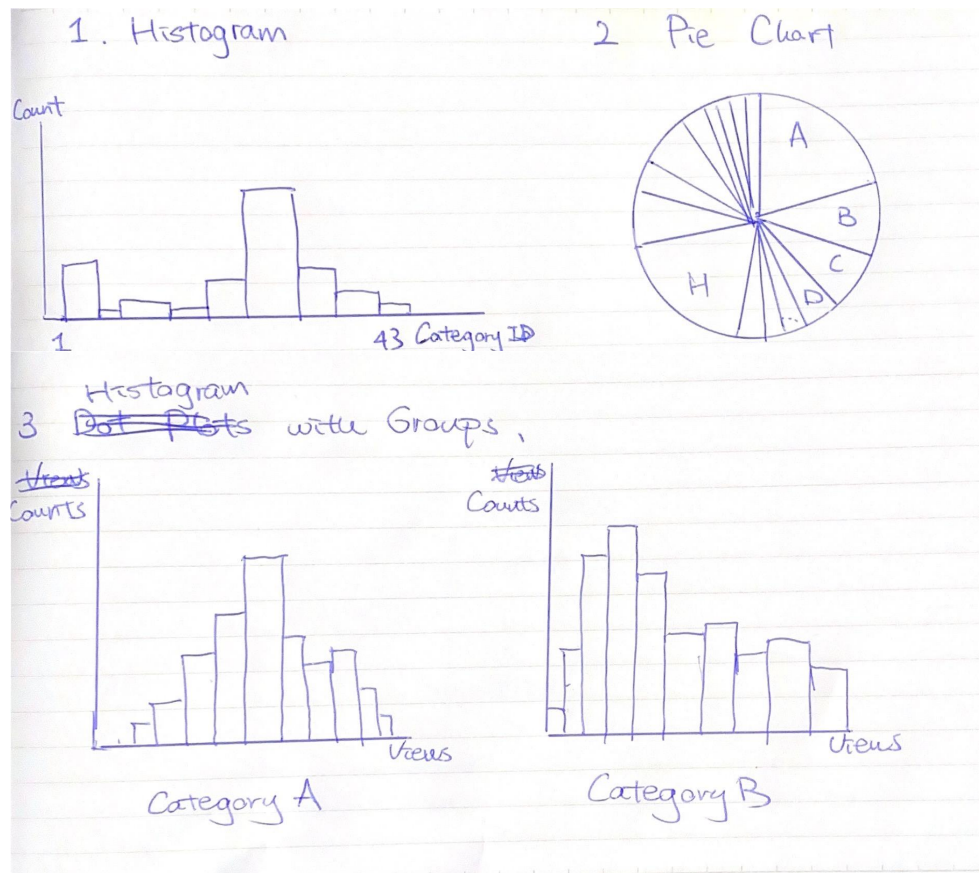 1. Histogram
Count
1
43 Category ID
2 Pie Chart
A
B
C
D
...
H
Histogram
3 Dot Plots with Groups,
Views
Counts
Views
Category A
Views
Counts
Views
Category B